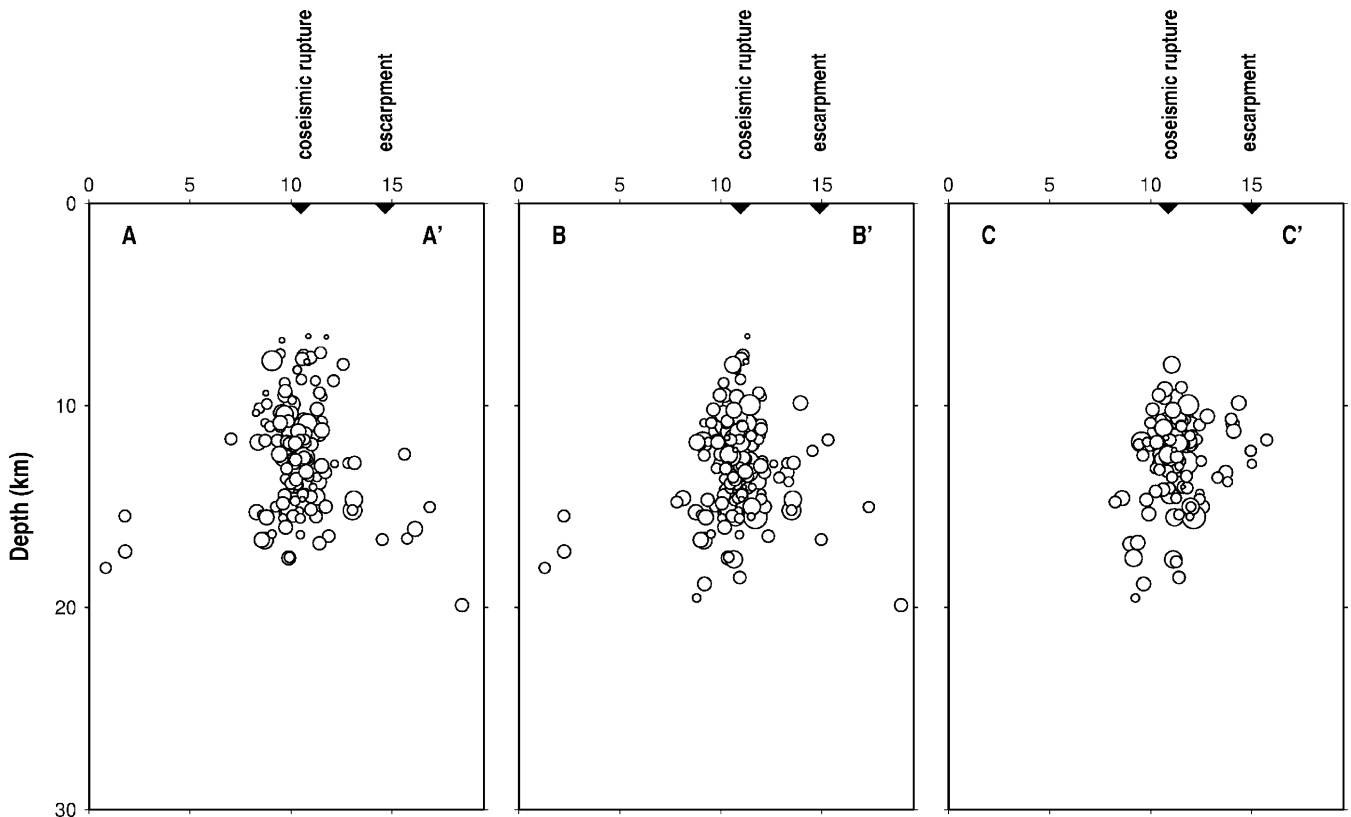 coseismic rupture
escarpment
coseismic rupture
escarpment
coseismic rupture
escarpment
0 5 10 15
0 5 10 15
0 5 10 15
0
10
20
30
Depth (km)
A A’
B B’
C C’